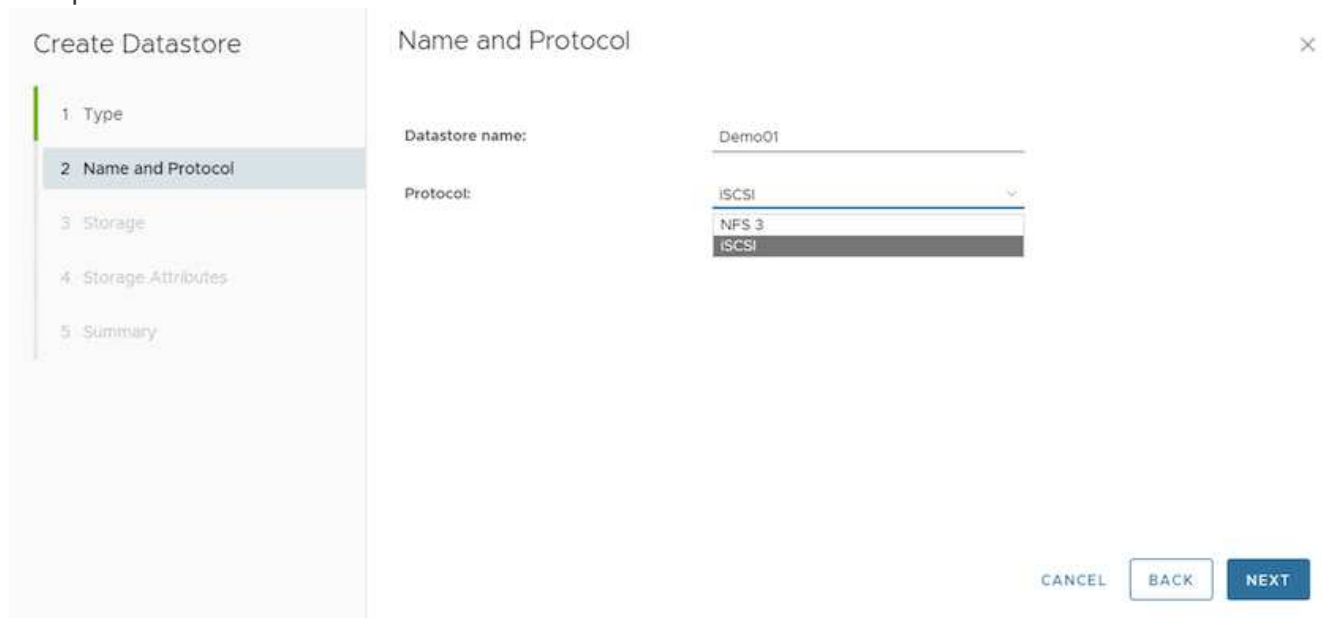 Create Datastore
1 Type
2 Name and Protocol
3 Storage
4 Storage Attributes
5 Summary
Name and Protocol
Datastore name:
Demo01
Protocol:
iSCSI
NFS 3
iSCSI
CANCEL
BACK
NEXT